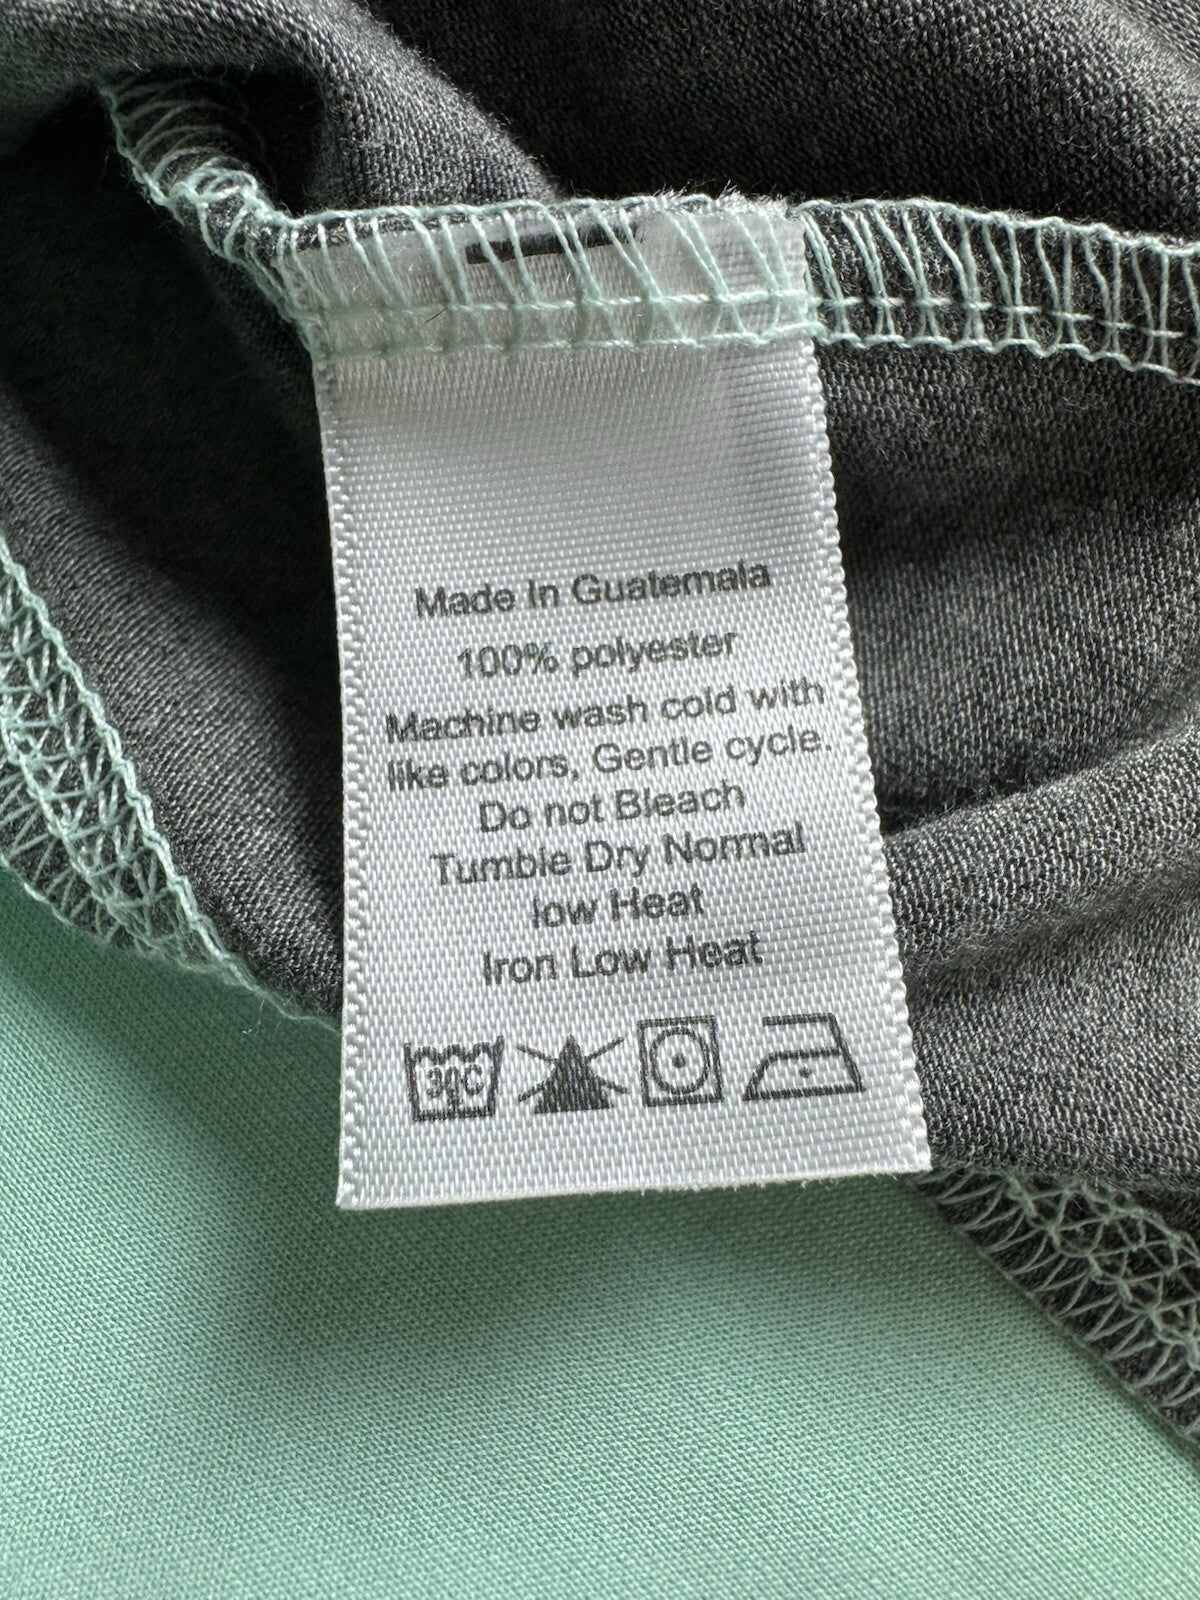 Made In Guatemala
100% polyester
Machine wash cold with
like colors, Gentle cycle.
Do not Bleach
Tumble Dry Normal
low Heat
Iron Low Heat
30°C